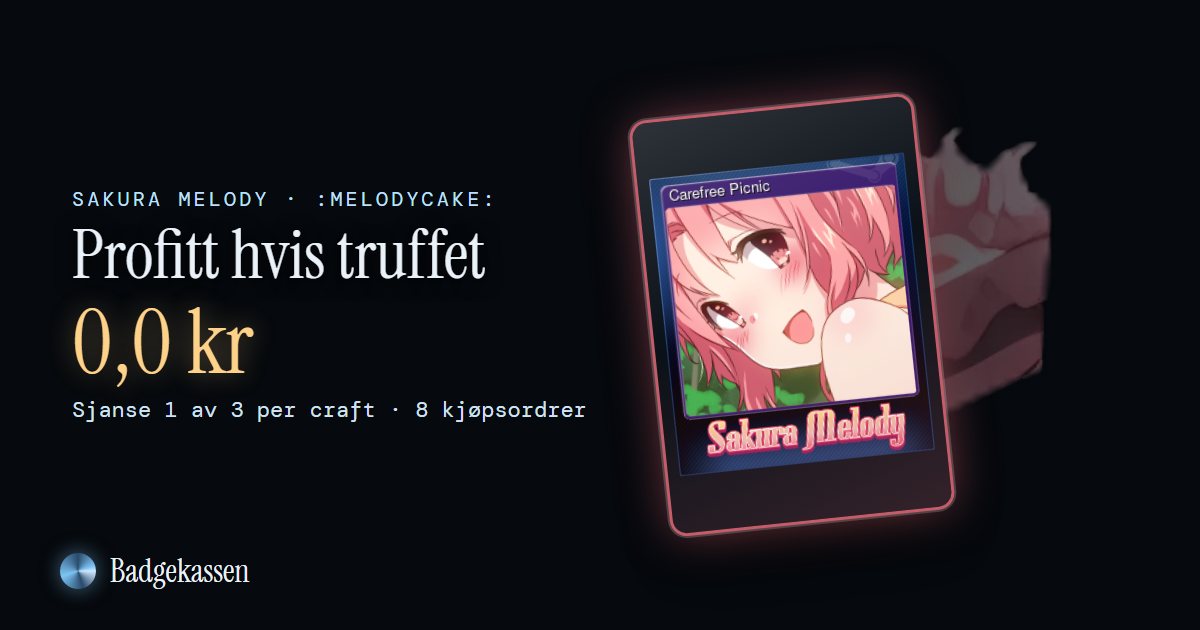 SAKURA MELODY · :MELODYCAKE:
Profitt hvis truffet
0,0 kr
Sjanse 1 av 3 per craft · 8 kjøpsordrer
Carefree Picnic
Sakura Melody
Badgekassen